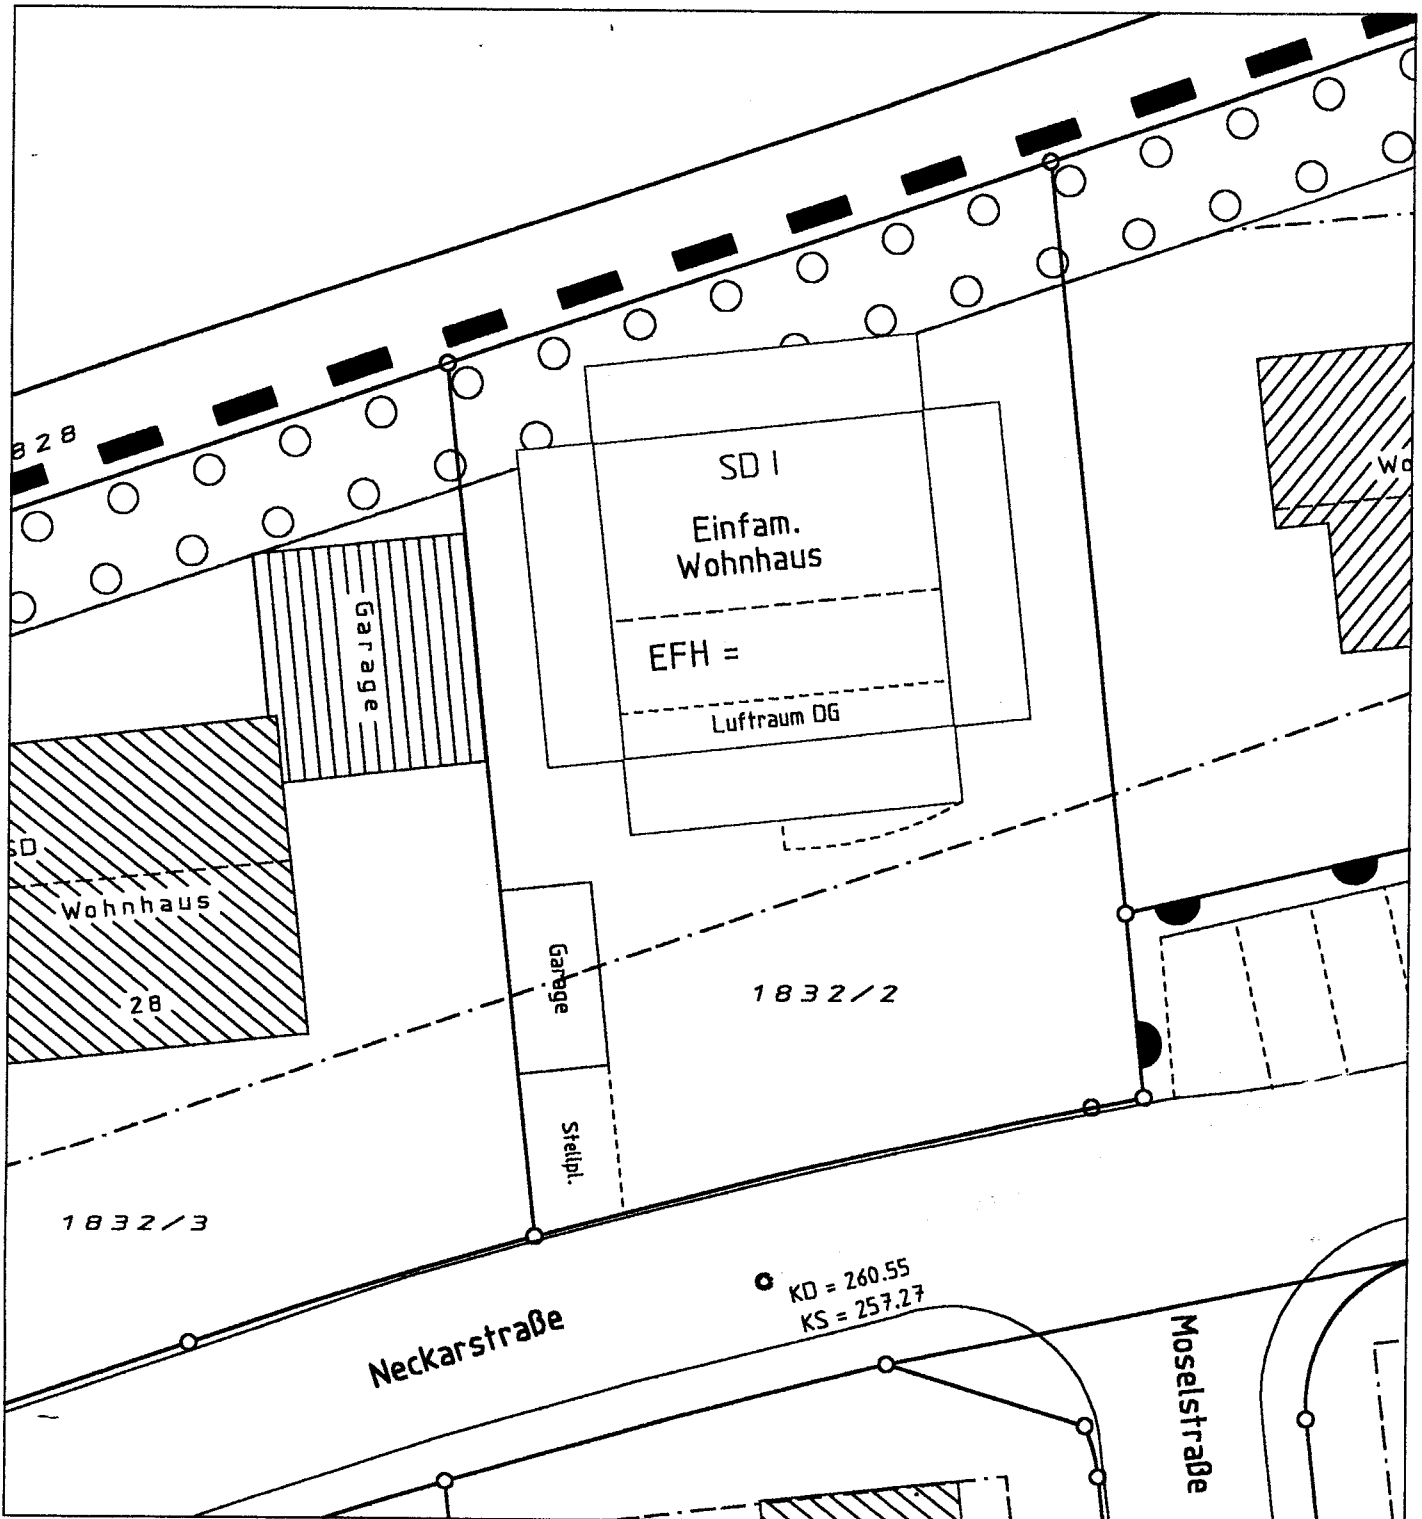 828
SD I
Einfam.
Wohnhaus
EFH =
Luftraum DG
Garage
SD
Wohnhaus
28
Garage
Stellpl.
1832/2
1832/3
KD = 260.55
KS = 257.27
Neckarstraße
Moselstraße
Wo